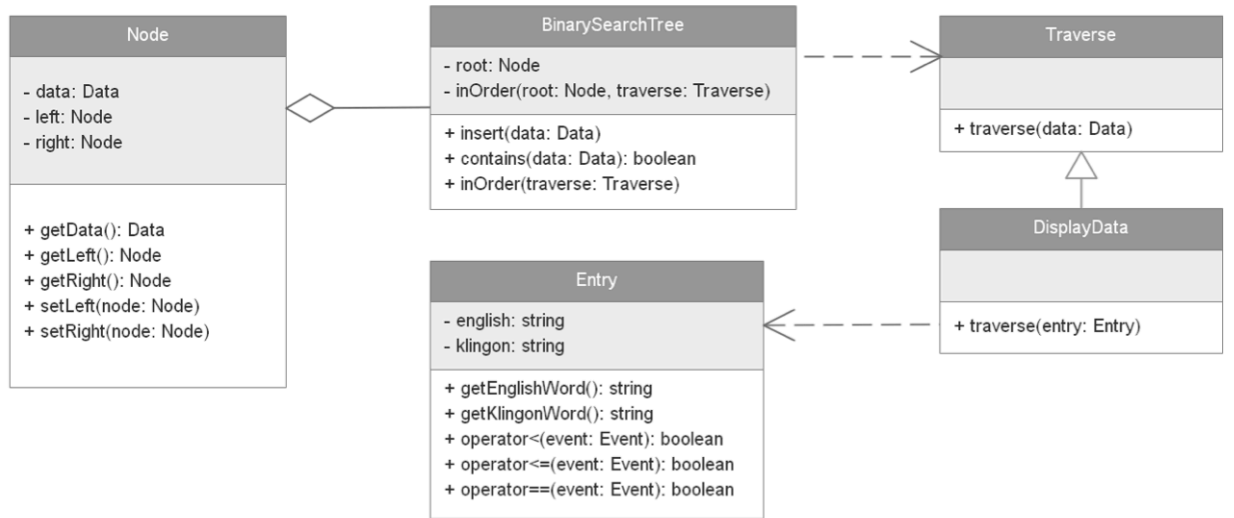 Node
- data: Data
- left: Node
- right: Node
+ getData(): Data
+ getLeft(): Node
+ getRight(): Node
+ setLeft(node: Node)
+ setRight(node: Node)
BinarySearchTree
- root: Node
- inOrder(root: Node, traverse: Traverse)
+ insert(data: Data)
+ contains(data: Data): boolean
+ inOrder(traverse: Traverse)
Traverse
+ traverse(data: Data)
DisplayData
+ traverse(entry: Entry)
Entry
- english: string
- klingon: string
+ getEnglishWord(): string
+ getKlingonWord(): string
+ operator<(event: Event): boolean
+ operator<=(event: Event): boolean
+ operator==(event: Event): boolean